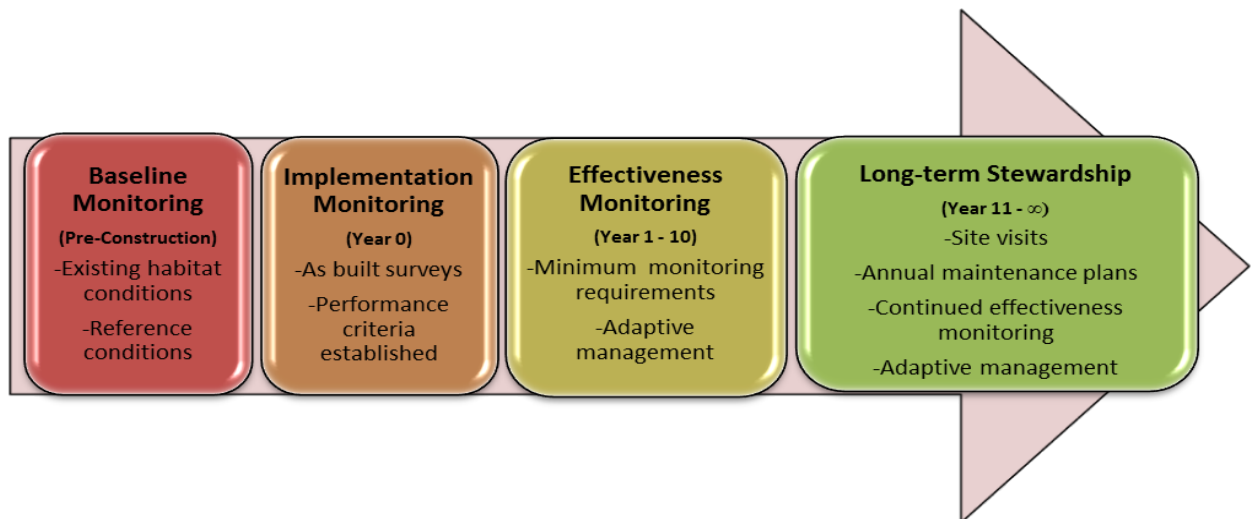 Baseline
Monitoring
(Pre-Construction)
-Existing habitat
conditions
-Reference
conditions
Implementation
Monitoring
(Year 0)
-As built surveys
-Performance
criteria
established
Effectiveness
Monitoring
(Year 1 - 10)
-Minimum monitoring
requirements
-Adaptive
management
Long-term Stewardship
(Year 11 - ∞)
-Site visits
-Annual maintenance plans
-Continued effectiveness
monitoring
-Adaptive management